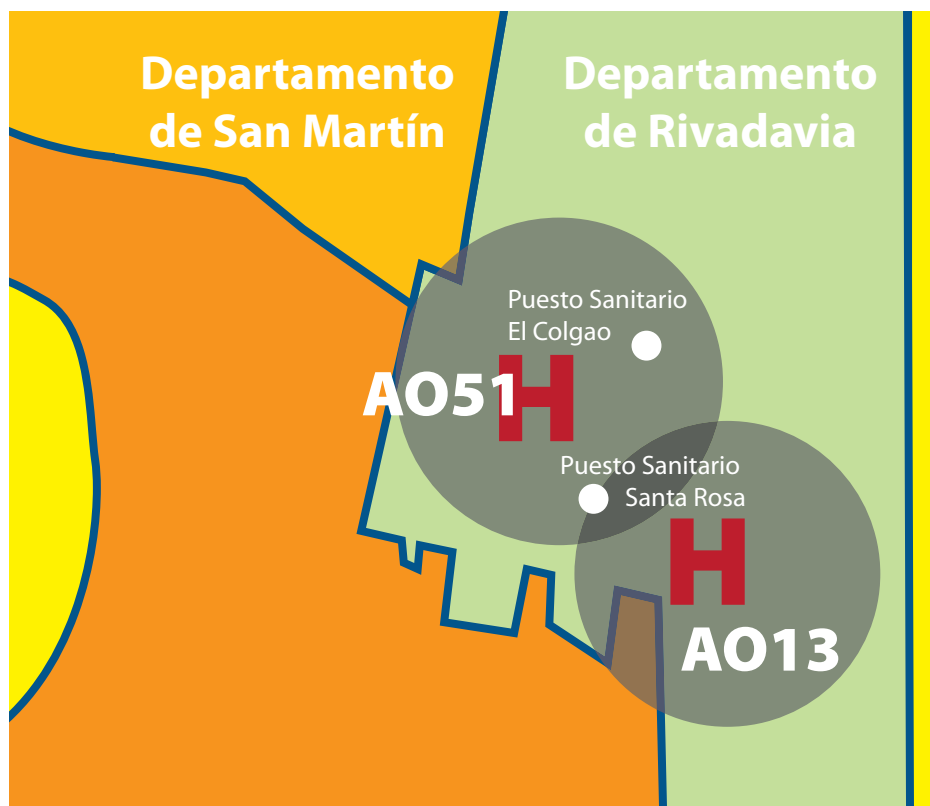 Departamento
de San Martín
Departamento
de Rivadavia
Puesto Sanitario
El Colgao
AO51
H
Puesto Sanitario
Santa Rosa
H
AO13